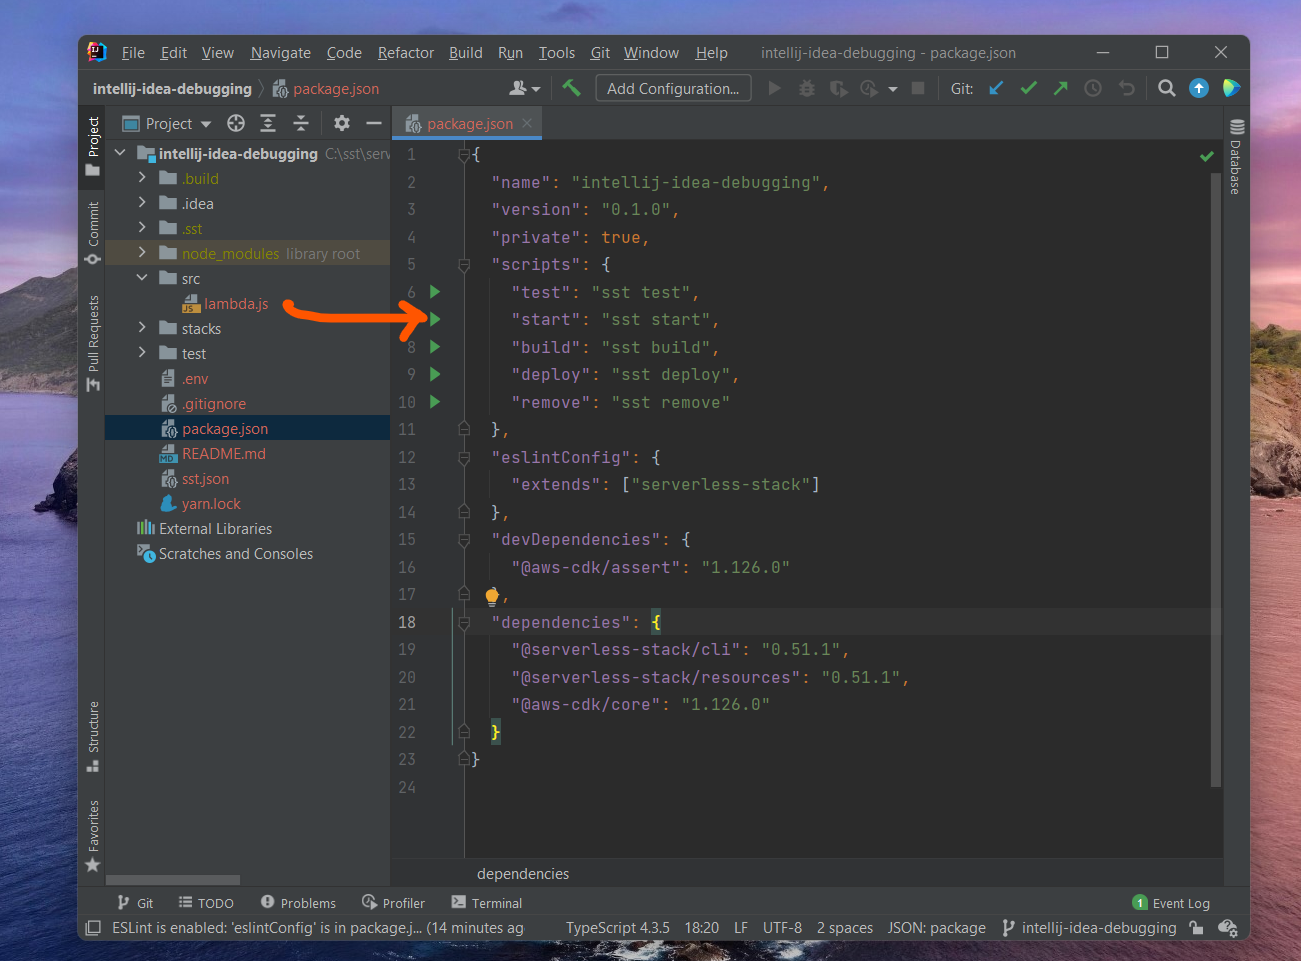 File Edit View Navigate Code Refactor Build Run Tools Git Window Help intellij-idea-debugging - package.json
intellij-idea-debugging package.json Add Configuration... Git:
Project
Commit
Pull Requests
Structure
Favorites
Project
intellij-idea-debugging C:\sst\serv
.build
.idea
.sst
node_modules library root
src
lambda.js
stacks
test
.env
.gitignore
package.json
README.md
sst.json
yarn.lock
External Libraries
Scratches and Consoles
package.json
1 {
2 "name": "intellij-idea-debugging",
3 "version": "0.1.0",
4 "private": true,
5 "scripts": {
6 "test": "sst test",
"start": "sst start",
8 "build": "sst build",
9 "deploy": "sst deploy",
10 "remove": "sst remove"
11 },
12 "eslintConfig": {
13 "extends": ["serverless-stack"]
14 },
15 "devDependencies": {
16 "@aws-cdk/assert": "1.126.0"
17 ,
18 "dependencies": {
19 "@serverless-stack/cli": "0.51.1",
20 "@serverless-stack/resources": "0.51.1",
21 "@aws-cdk/core": "1.126.0"
22 }
23 }
24
Database
dependencies
Git TODO Problems Profiler Terminal 1 Event Log
ESLint is enabled: 'eslintConfig' is in package.j... (14 minutes ag TypeScript 4.3.5 18:20 LF UTF-8 2 spaces JSON: package intellij-idea-debugging